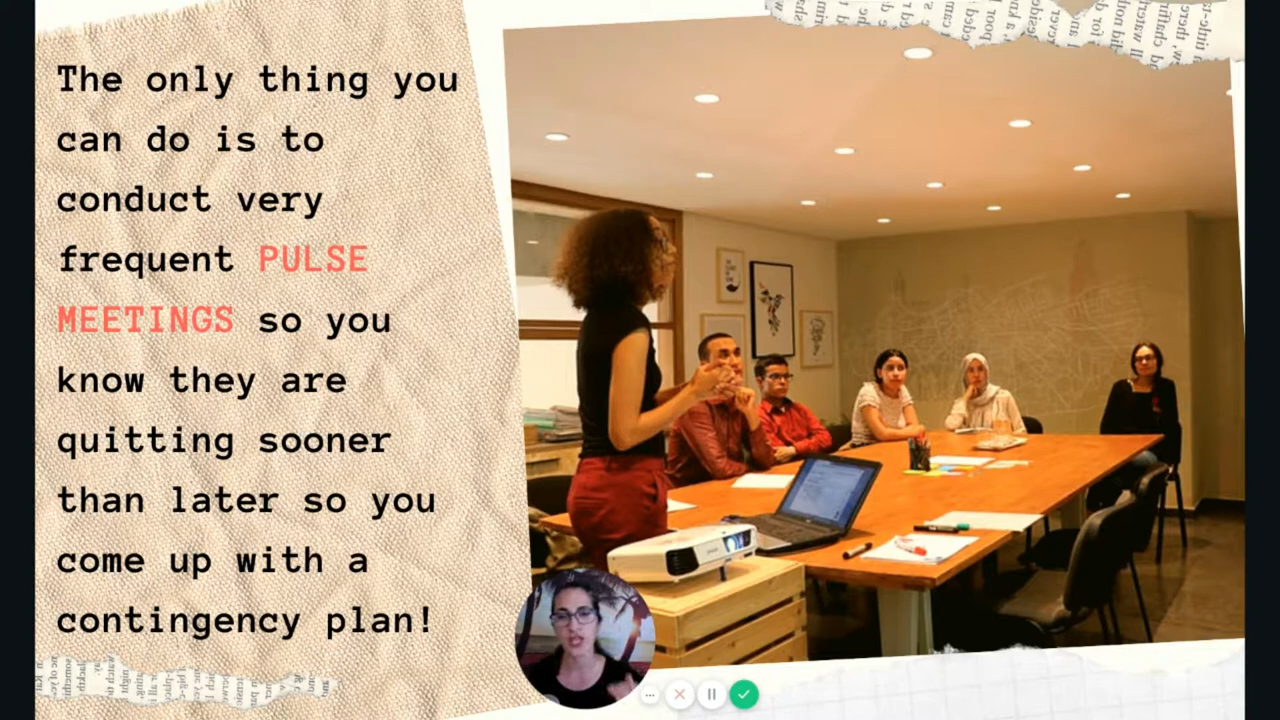 The only thing you
can do is to
conduct very
frequent PULSE
MEETINGS so you
know they are
quitting sooner
than later so you
come up with a
contingency plan!